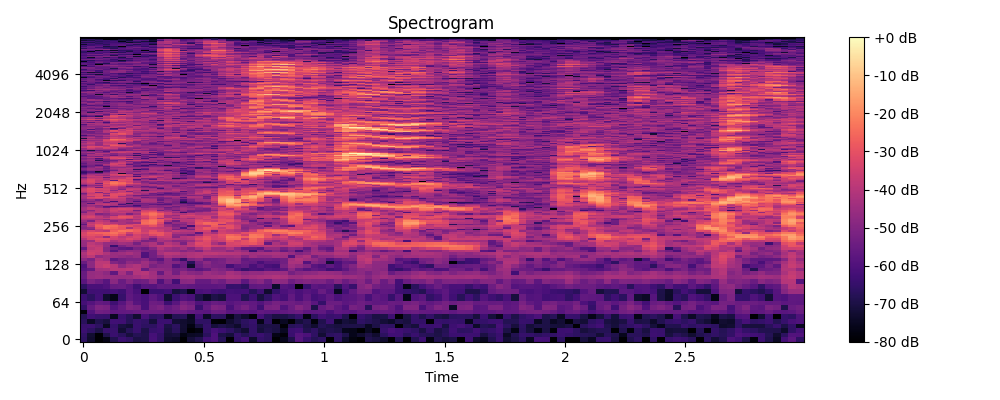 Spectrogram
4096
2048
1024
512
256
128
64
0
Hz
0
0.5
1
1.5
2
2.5
Time
+0 dB
-10 dB
-20 dB
-30 dB
-40 dB
-50 dB
-60 dB
-70 dB
-80 dB